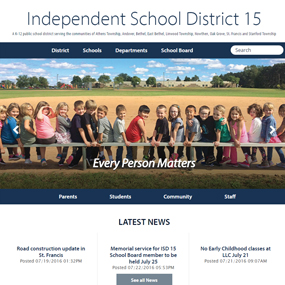 Independent School District 15
A K-12 public school district serving the communities of Athens Township, Andover, Bethel, East Bethel, Linwood Township, Nowthen, Oak Grove, St. Francis and Stanford Township
District Schools Departments School Board Search
Every Person Matters
Parents Students Community Staff
LATEST NEWS
Road construction update in
St. Francis
Posted 07/19/2016 01:32PM
Memorial service for ISD 15
School Board member to be
held July 25
Posted 07/22/2016 05:53PM
No Early Childhood classes at
LLC July 21
Posted 07/21/2016 09:07AM
See all News